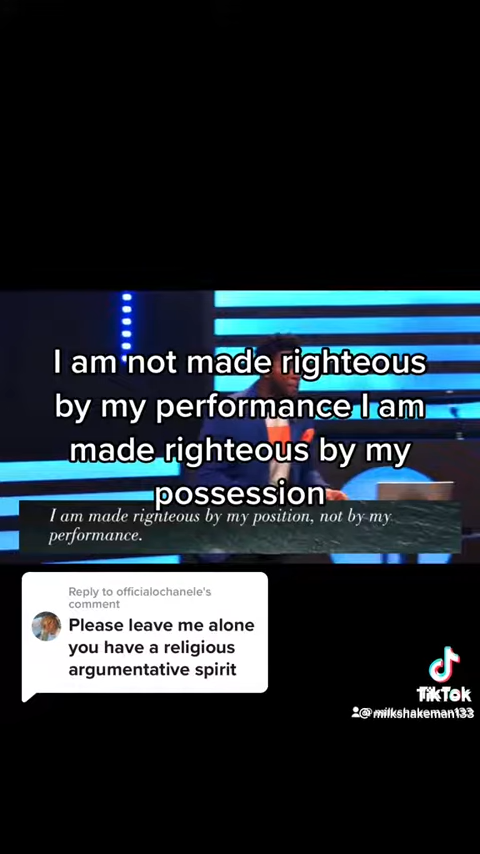 I am not made righteous
by my performance I am
made righteous by my
possession
I am made righteous by my position, not by my
performance.
Reply to officialochanele's
comment
Please leave me alone
you have a religious
argumentative spirit
TikTok
@milkshakeman133